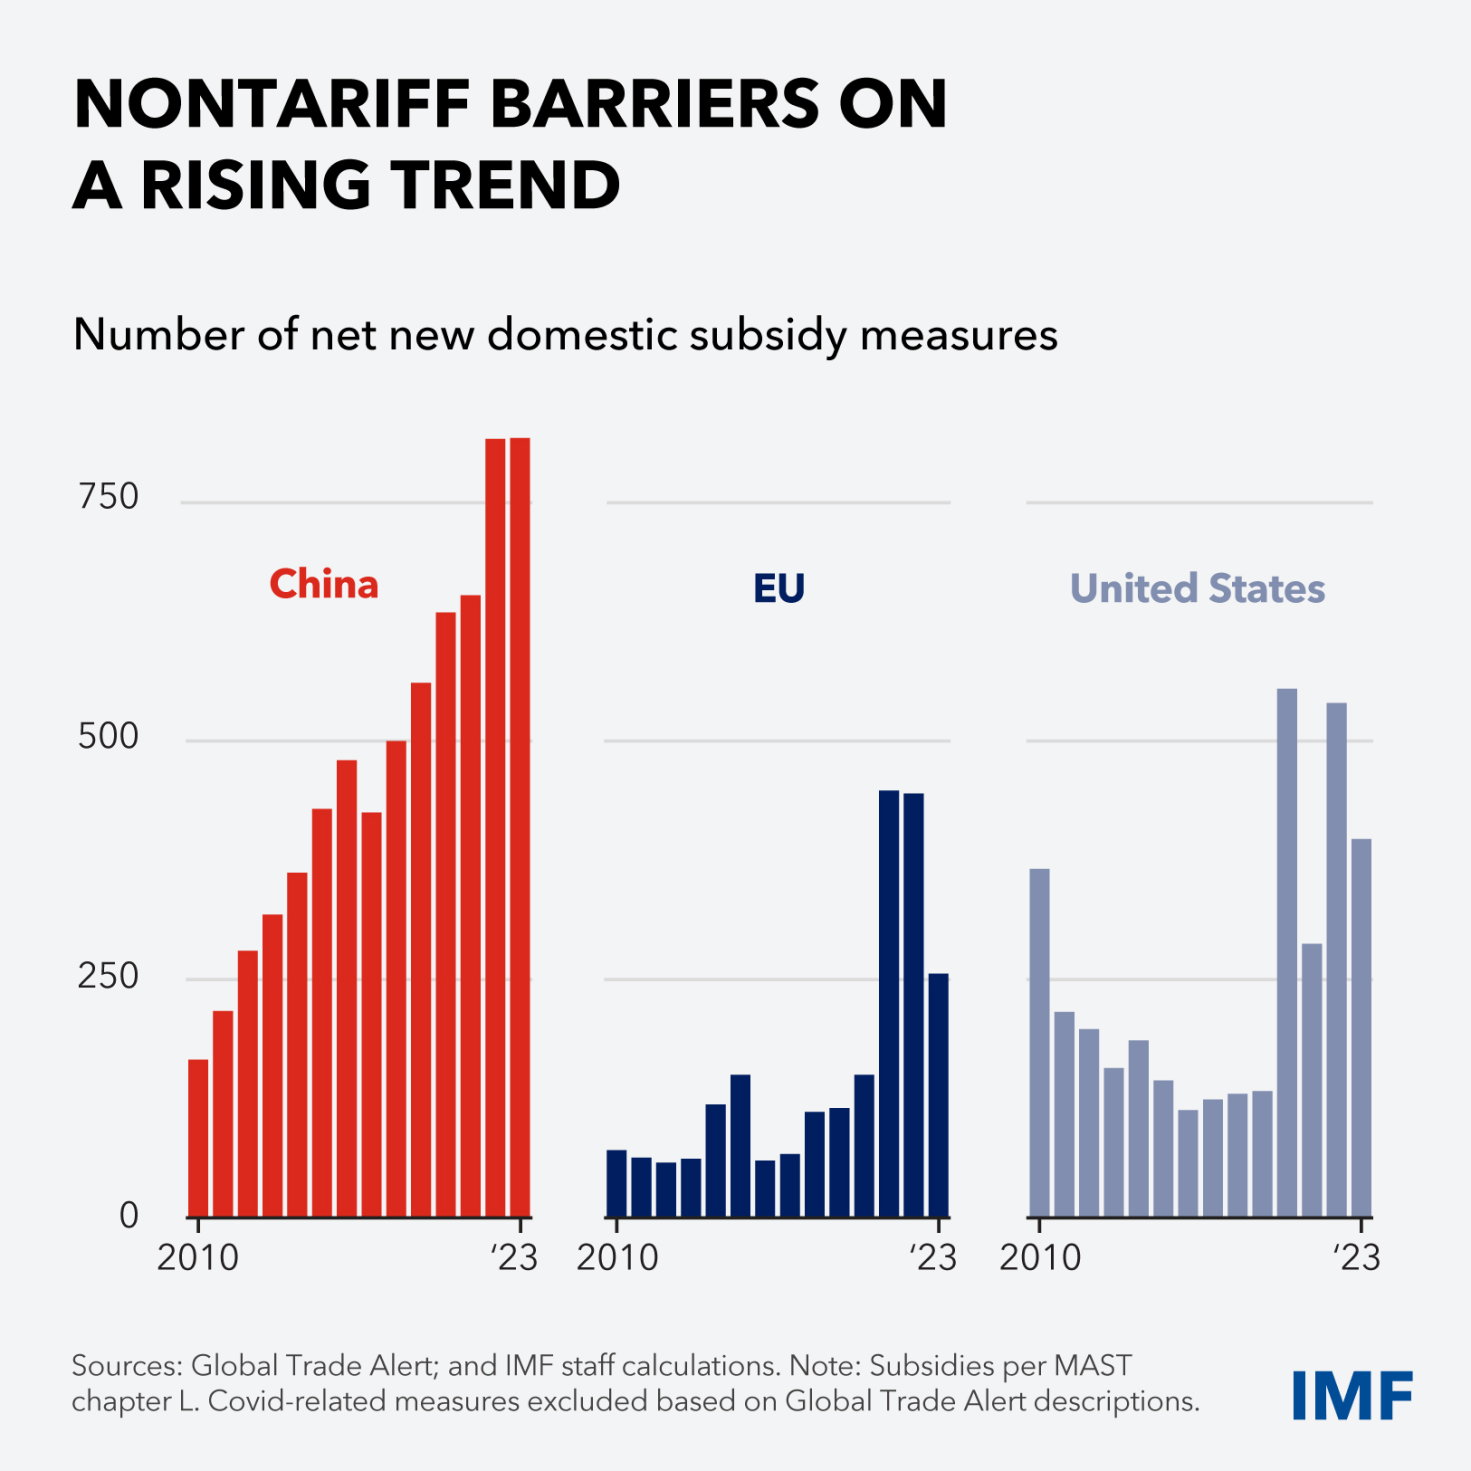 NONTARIFF BARRIERS ON
A RISING TREND
Number of net new domestic subsidy measures
750
500
250
0
China
EU
United States
2010 ‘23 2010 ‘23 2010 ‘23
Sources: Global Trade Alert; and IMF staff calculations. Note: Subsidies per MAST
chapter L. Covid-related measures excluded based on Global Trade Alert descriptions.
IMF